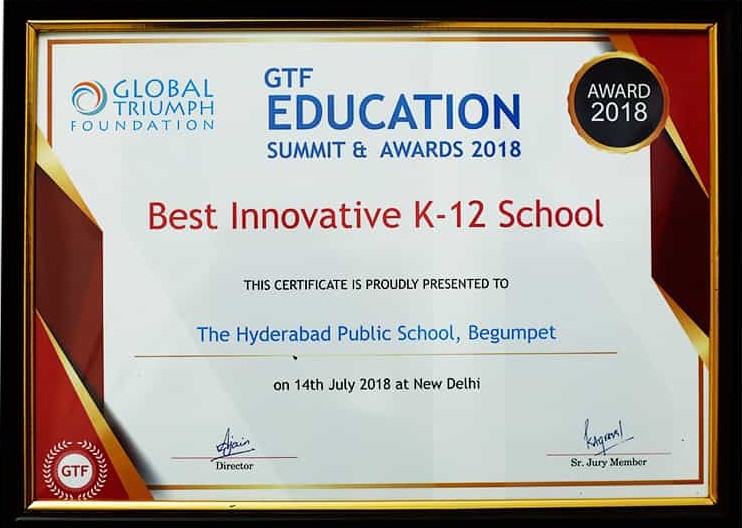 GLOBAL
TRIUMPH
FOUNDATION
GTF
EDUCATION
SUMMIT & AWARDS 2018
AWARD
2018
Best Innovative K-12 School
THIS CERTIFICATE IS PROUDLY PRESENTED TO
The Hyderabad Public School, Begumpet
on 14th July 2018 at New Delhi
Director
Sr. Jury Member
GTF